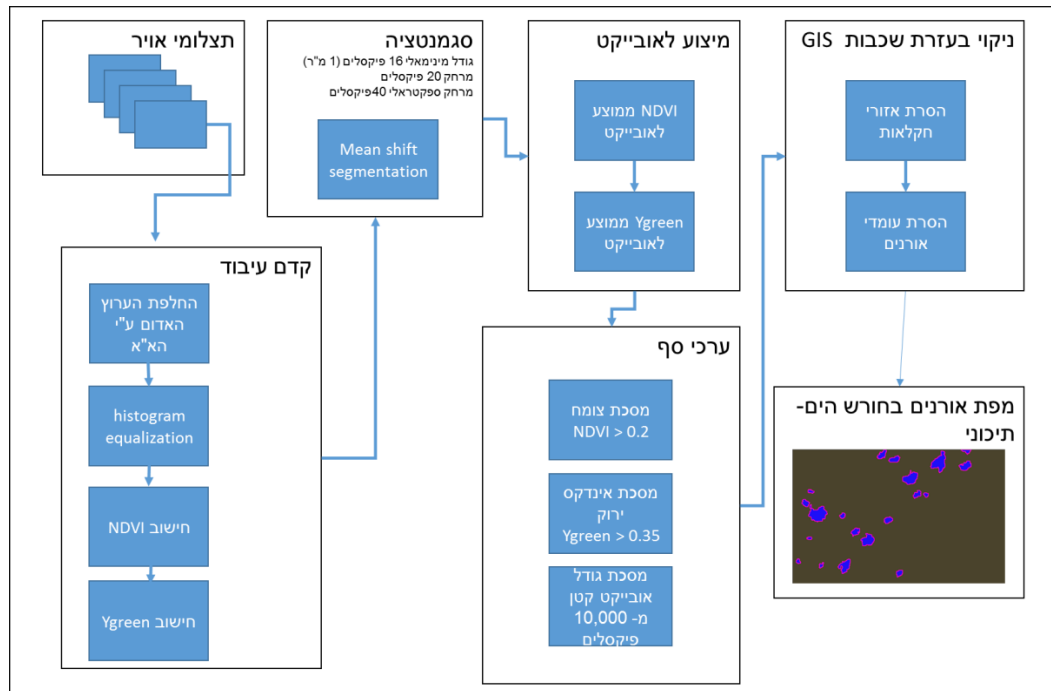 תצלומי אויר
קדם עיבוד
החלפת הערוץ
האדום ע"י
הא"א
histogram
equalization
חישוב NDVI
חישוב Ygreen
סגמנטציה
גודל מינימאלי 16 פיקסלים (1 מ"ר)
מרחק 20 פיקסלים
מרחק ספקטראלי 40פיקסלים
Mean shift
segmentation
מיצוע לאובייקט
NDVI ממוצע
לאובייקט
Ygreen ממוצע
לאובייקט
ערכי סף
מסכת צומח
NDVI > 0.2
מסכת אינדקס
ירוק
Ygreen > 0.35
מסכת גודל
אובייקט קטן
מ- 10,000
פיקסלים
ניקוי בעזרת שכבות GIS
הסרת אזורי
חקלאות
הסרת עומדי
אורנים
מפת אורנים בחורש הים-
תיכוני